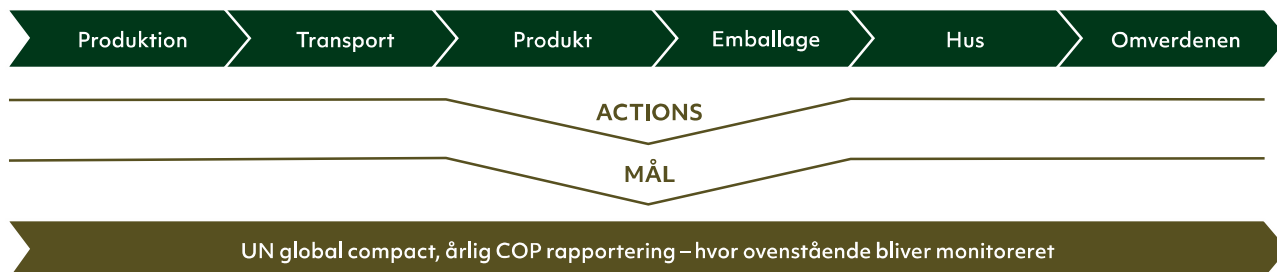 Produktion Transport Produkt Emballage Hus Omverdenen
ACTIONS
MÅL
UN global compact, årlig COP rapportering – hvor ovenstående bliver monitoreret